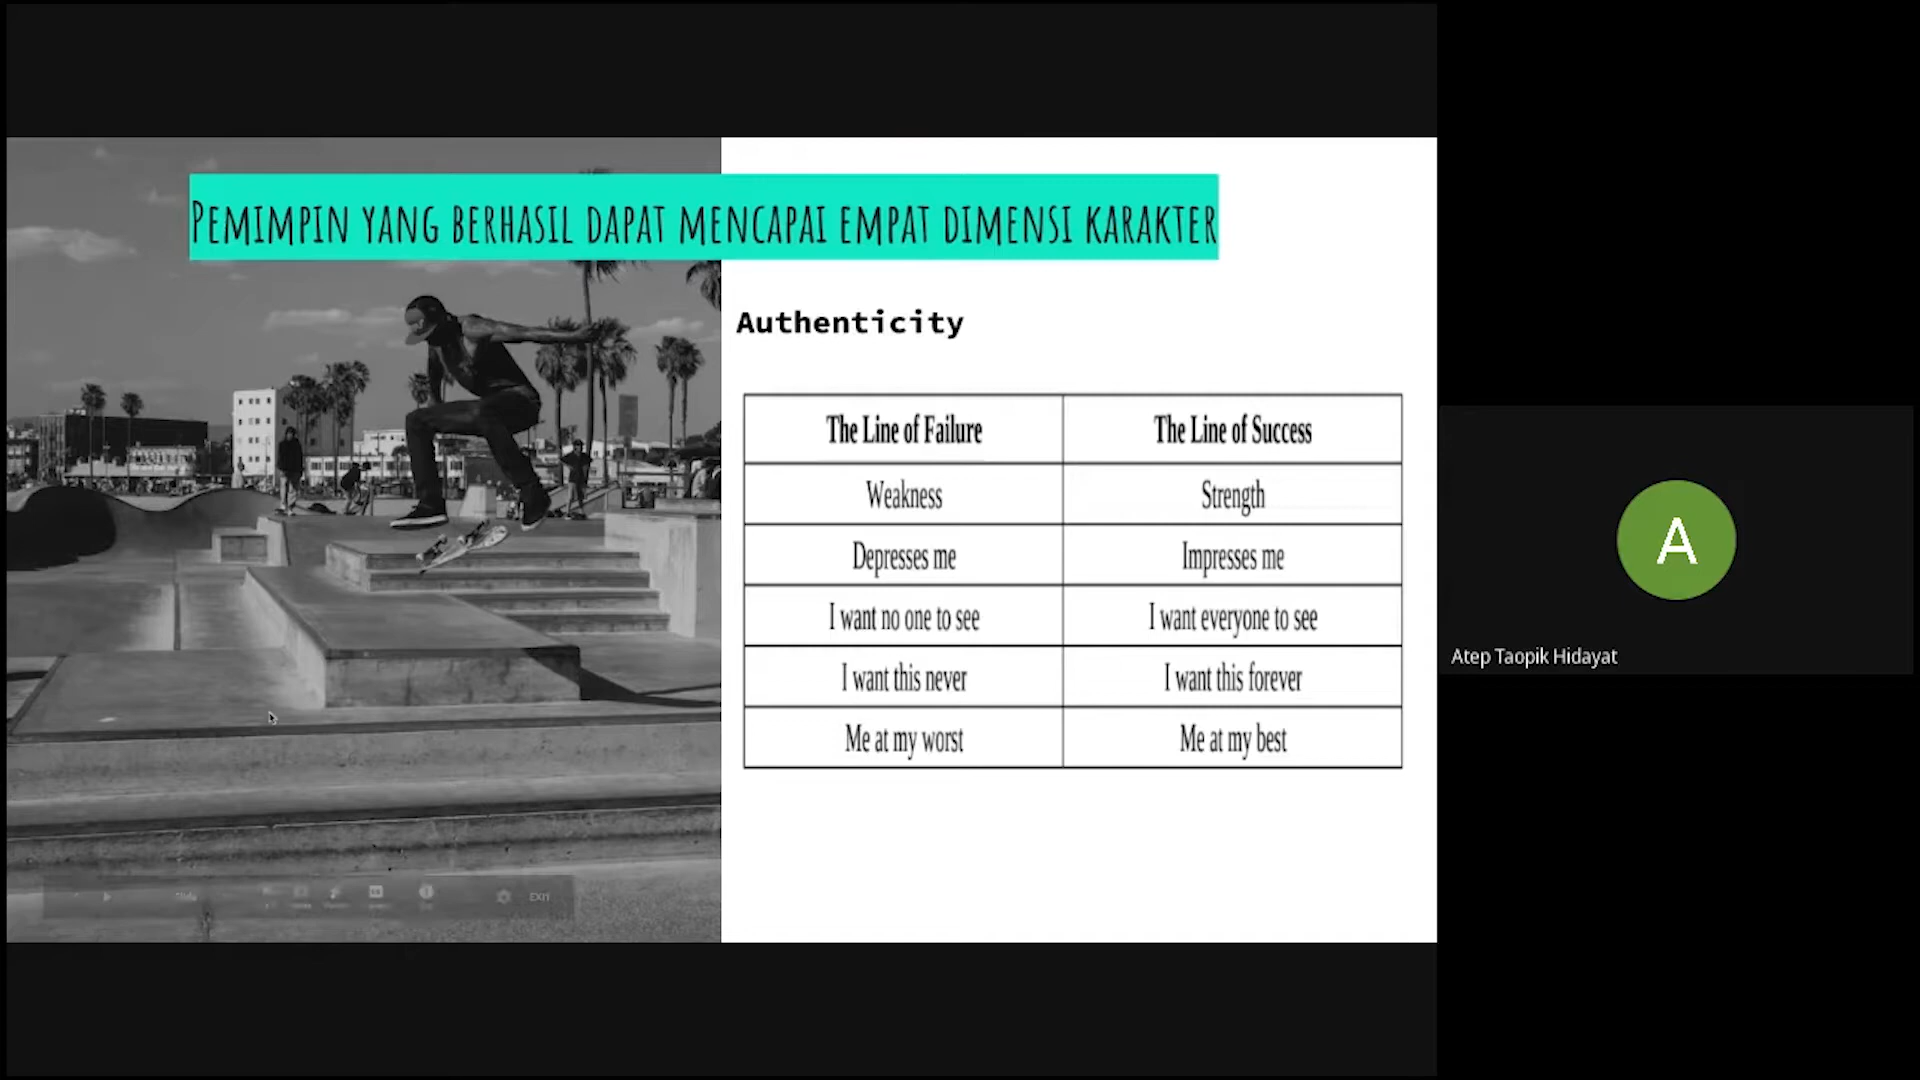 Pemimpin yang berhasil dapat mencapai empat dimensi karakter
Authenticity
The Line of Failure
The Line of Success
Weakness
Strength
Depresses me
Impresses me
I want no one to see
I want everyone to see
I want this never
I want this forever
Me at my worst
Me at my best
A
Atep Taopik Hidayat
EXIT